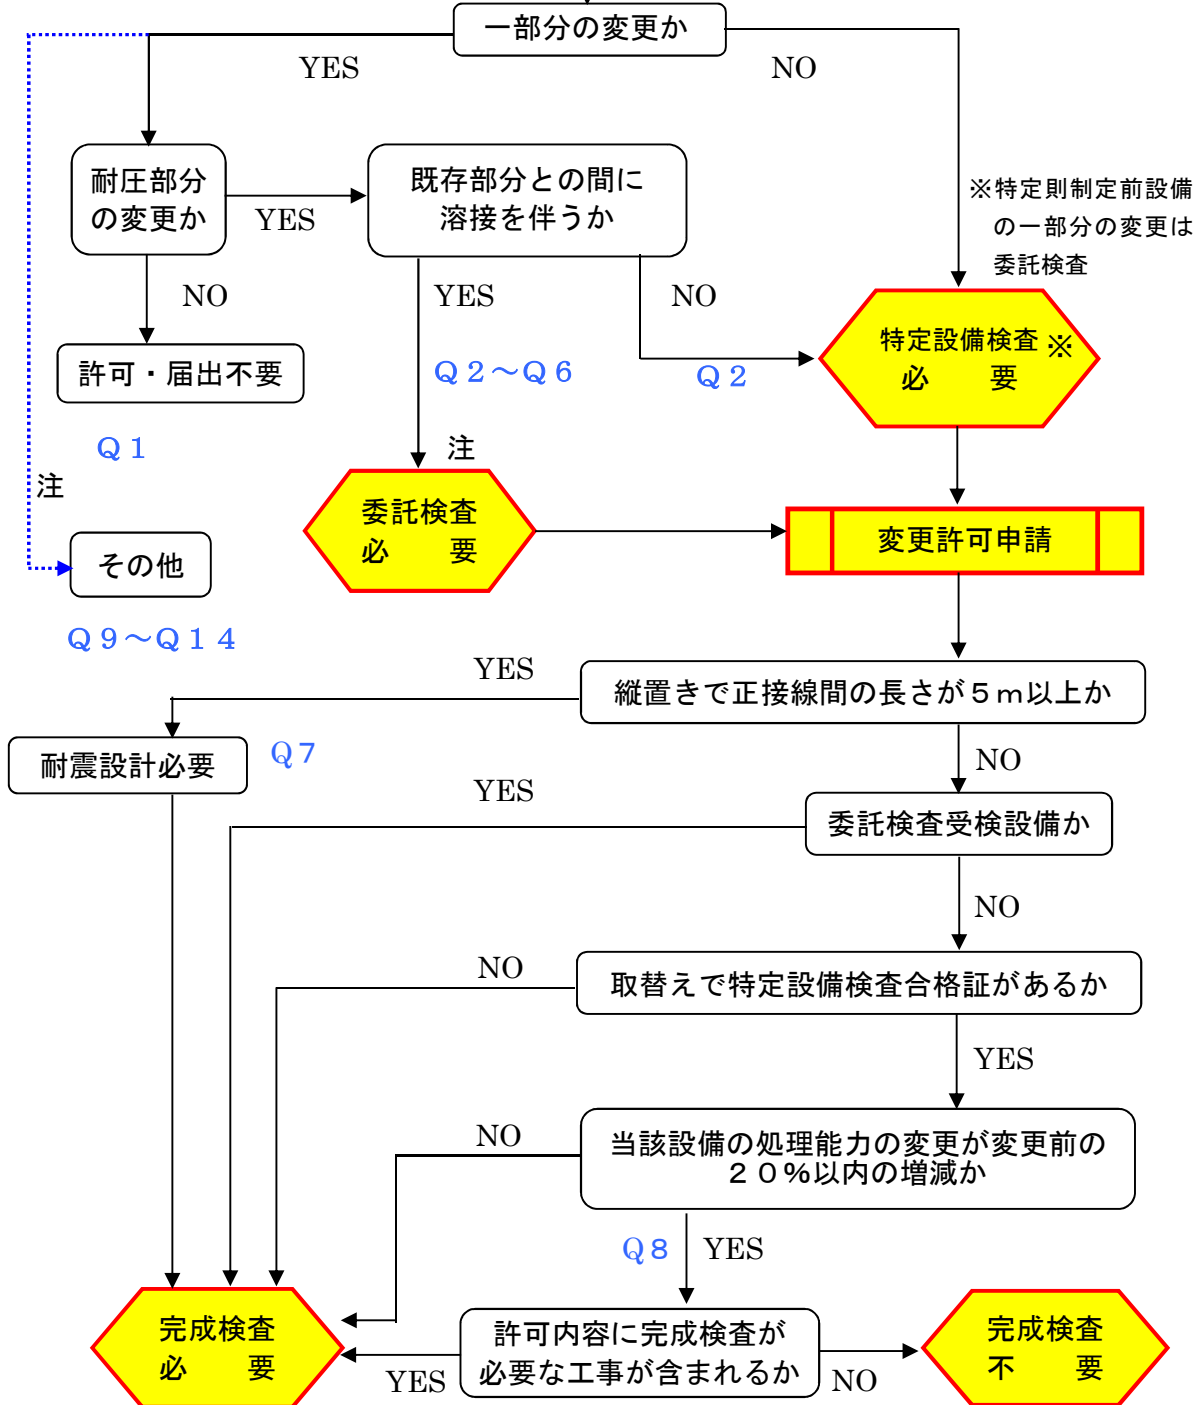 一部分の変更か
YES
NO
耐圧部分
の変更か
YES
既存部分との間に
溶接を伴うか
※特定則制定前設備
の一部分の変更は
委託検査
NO
YES
NO
許可・届出不要
Q２～Q６
Q２
特定設備検査※
必　　要
Q１
注
注
委託検査
必　　要
変更許可申請
その他
Q９～Q１４
YES
縦置きで正接線間の長さが５ｍ以上か
耐震設計必要
Q７
NO
YES
委託検査受検設備か
NO
NO
取替えで特定設備検査合格証があるか
YES
NO
当該設備の処理能力の変更が変更前の
２０％以内の増減か
Q８
YES
完成検査
必　　要
許可内容に完成検査が
必要な工事が含まれるか
完成検査
不　　要
YES
NO